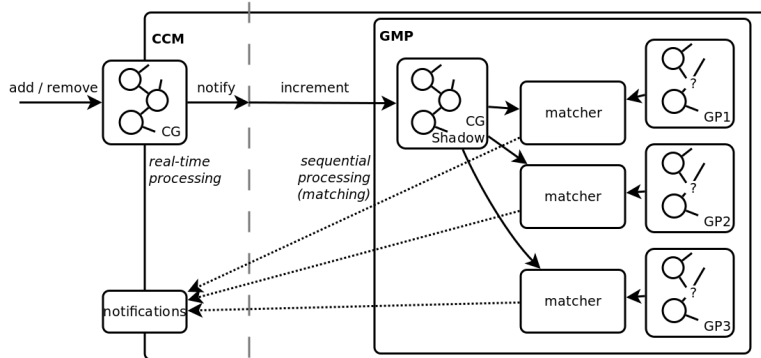 CCM
GMP
add / remove
notify
increment
CG
CG
Shadow
matcher
?
GP1
real-time
processing
sequential
processing
(matching)
matcher
?
GP2
notifications
matcher
?
GP3